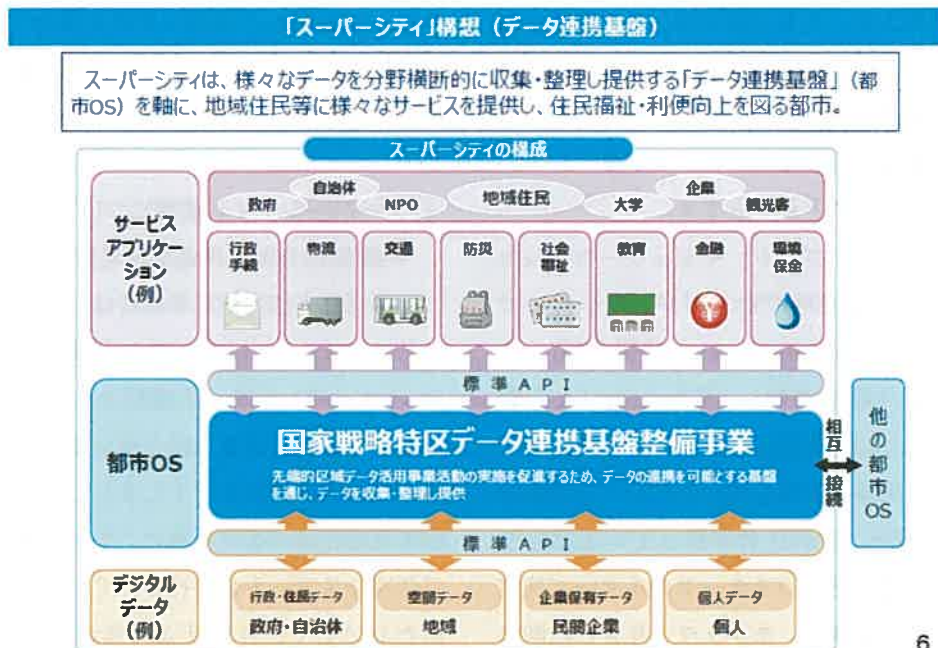 「スーパーシティ」構想（データ連携基盤）
スーパーシティは、様々なデータを分野横断的に収集・整理し提供する「データ連携基盤」（都
市OS）を軸に、地域住民等に様々なサービスを提供し、住民福祉・利便向上を図る都市。
スーパーシティの構成
サービス
アプリケー
ション
（例）
政府
自治体
NPO
地域住民
大学
企業
観光客
行政
手続
物流
交通
防災
社会
福祉
教育
金融
環境
保全
標準API
都市OS
国家戦略特区データ連携基盤整備事業
先端的区域データ活用事業活動の実施を促進するため、データの連携を可能とする基盤
を通じ、データを収集・整理し提供
相互接続
他の都市OS
標準API
デジタル
データ
（例）
行政・住民データ
政府・自治体
空間データ
地域
企業保有データ
民間企業
個人データ
個人
6